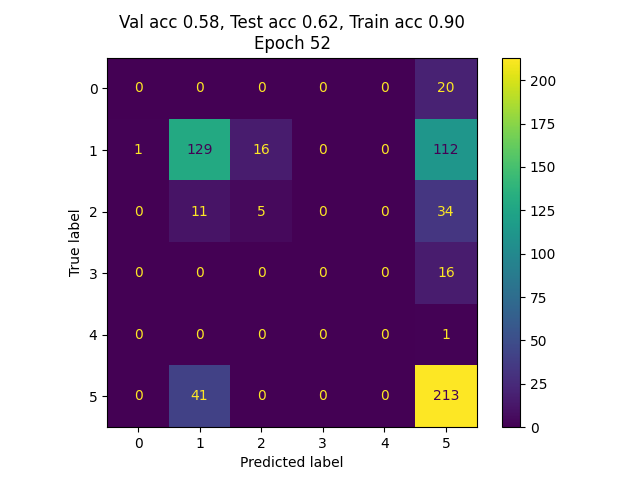 Val acc 0.58, Test acc 0.62, Train acc 0.90
Epoch 52
0 0 0 0 0 0 20
1 1 129 16 0 0 112
2 0 11 5 0 0 34
3 0 0 0 0 0 16
4 0 0 0 0 0 1
5 0 41 0 0 0 213
0 1 2 3 4 5
Predicted label
True label
200
175
150
125
100
75
50
25
0